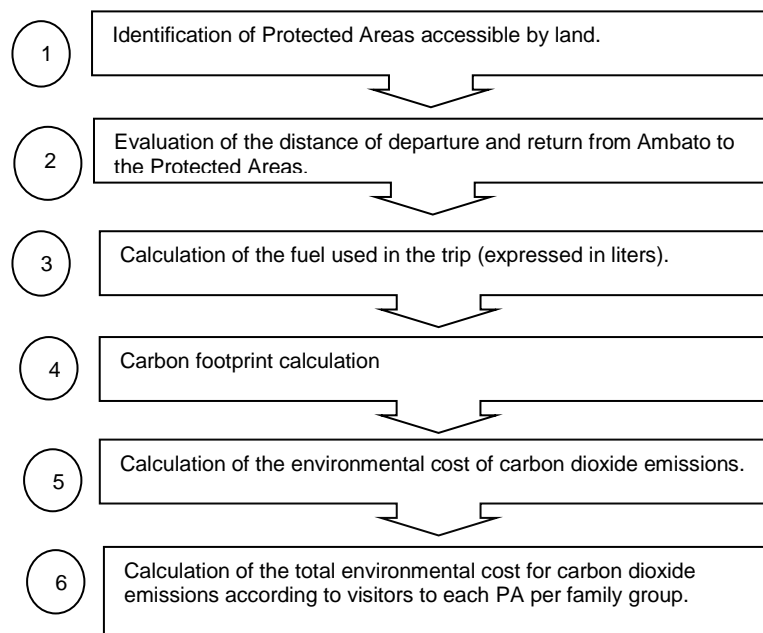 1
Identification of Protected Areas accessible by land.
2
Evaluation of the distance of departure and return from Ambato to
the Protected Areas.
3
Calculation of the fuel used in the trip (expressed in liters).
4
Carbon footprint calculation
5
Calculation of the environmental cost of carbon dioxide emissions.
6
Calculation of the total environmental cost for carbon dioxide
emissions according to visitors to each PA per family group.